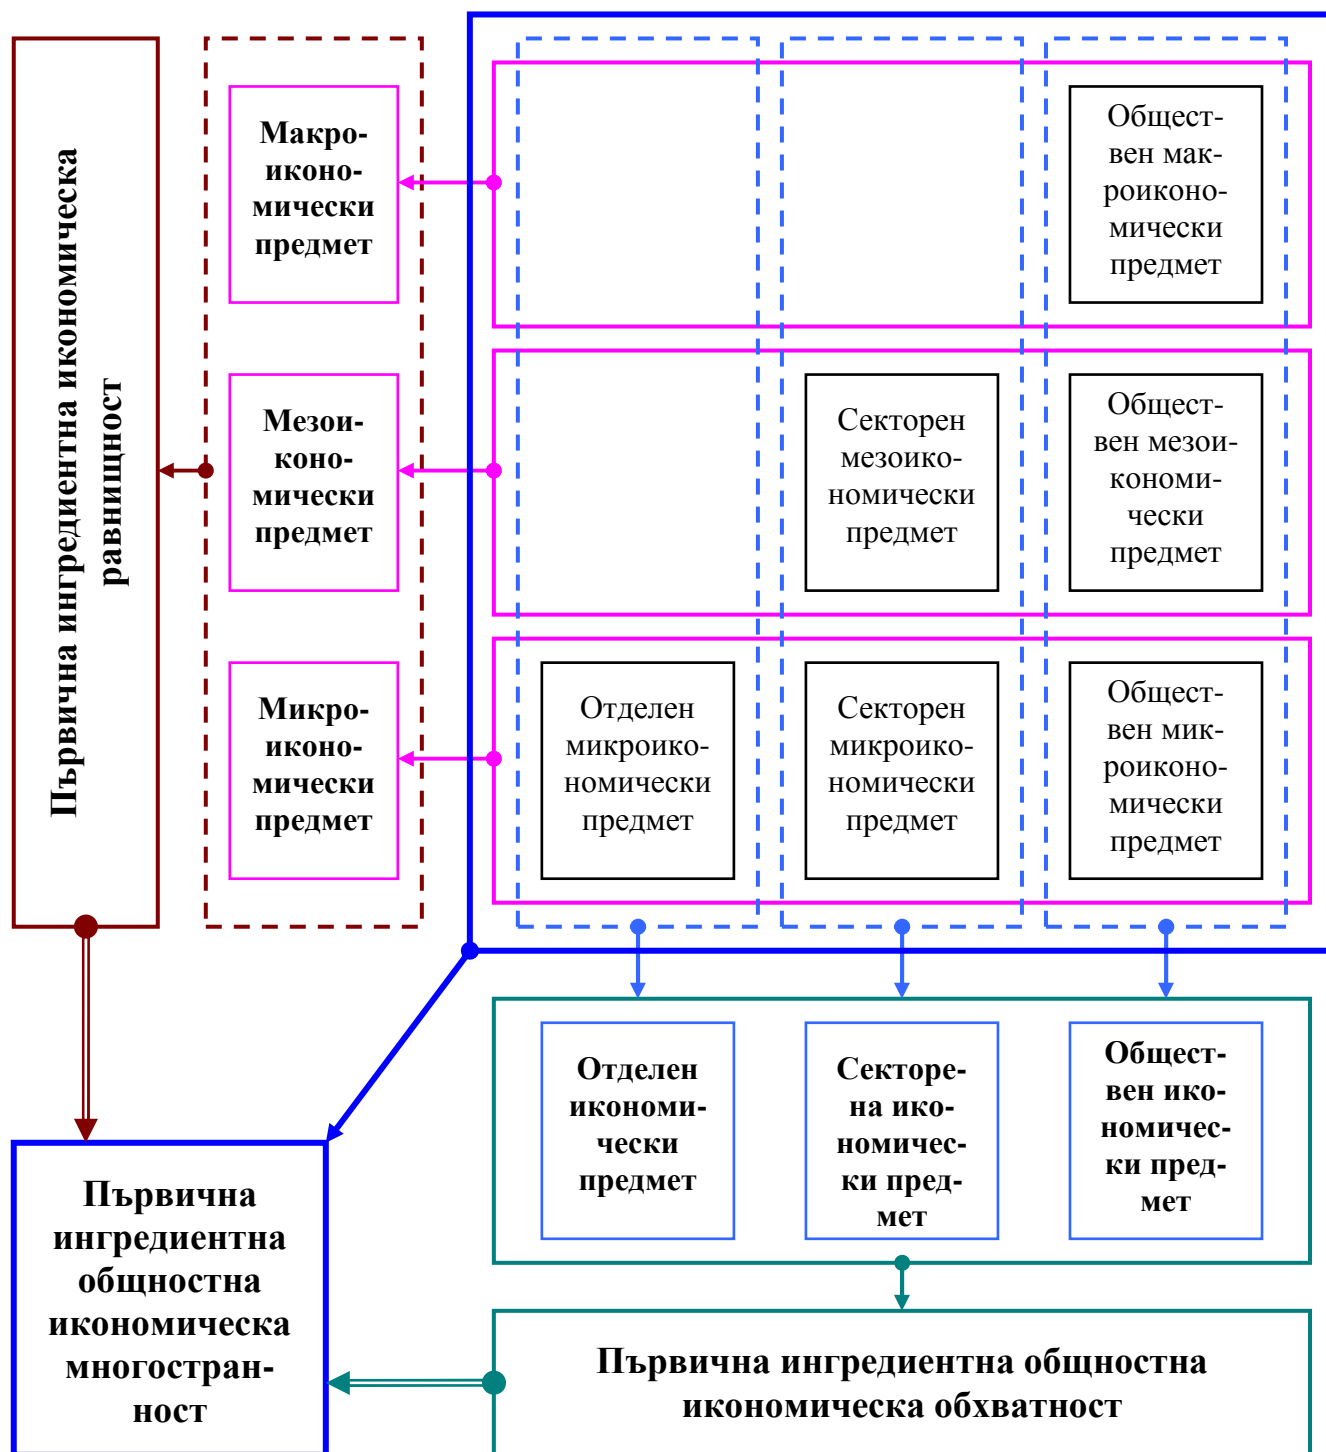 Първична ингредиентна икономическа
равнищност
Макро-
иконо-
мически
предмет
Общест-
вен мак-
роиконо-
мически
предмет
Мезои-
коно-
мически
предмет
Секторен
мезоико-
номически
предмет
Общест-
вен мезои-
кономи-
чески
предмет
Микро-
иконо-
мически
предмет
Отделен
микроико-
номически
предмет
Секторен
микроико-
номически
предмет
Общест-
вен мик-
роиконо-
мически
предмет
Отделен
икономи-
чески
предмет
Секторе-
на ико-
номичес-
ки пред-
мет
Общест-
вен ико-
номичес-
ки пред-
мет
Първична
ингредиентна
общностна
икономическа
многостран-
ност
Първична ингредиентна общностна
икономическа обхватност